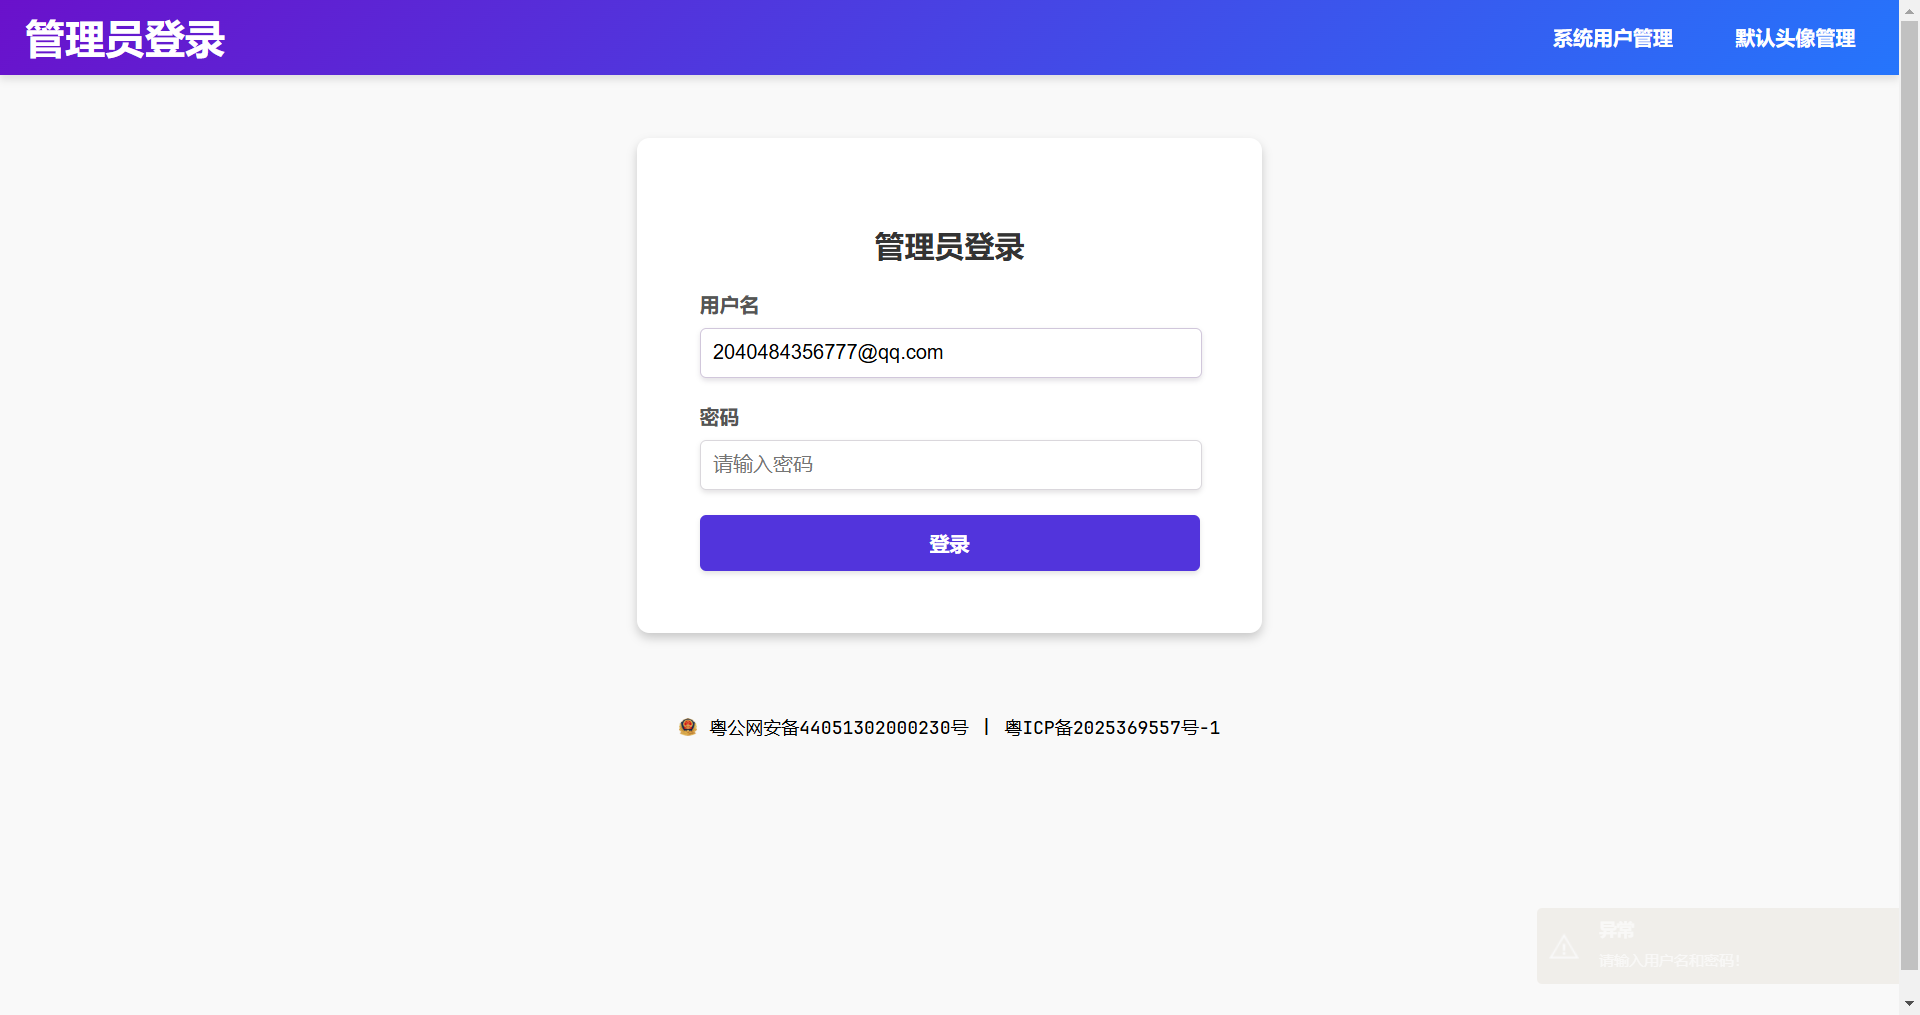 管理员登录
系统用户管理
默认头像管理
管理员登录
用户名
2040484356777@qq.com
密码
请输入密码
登录
粤公网安备44051302000230号 | 粤ICP备2025369557号-1
异常
请输入用户名和密码!